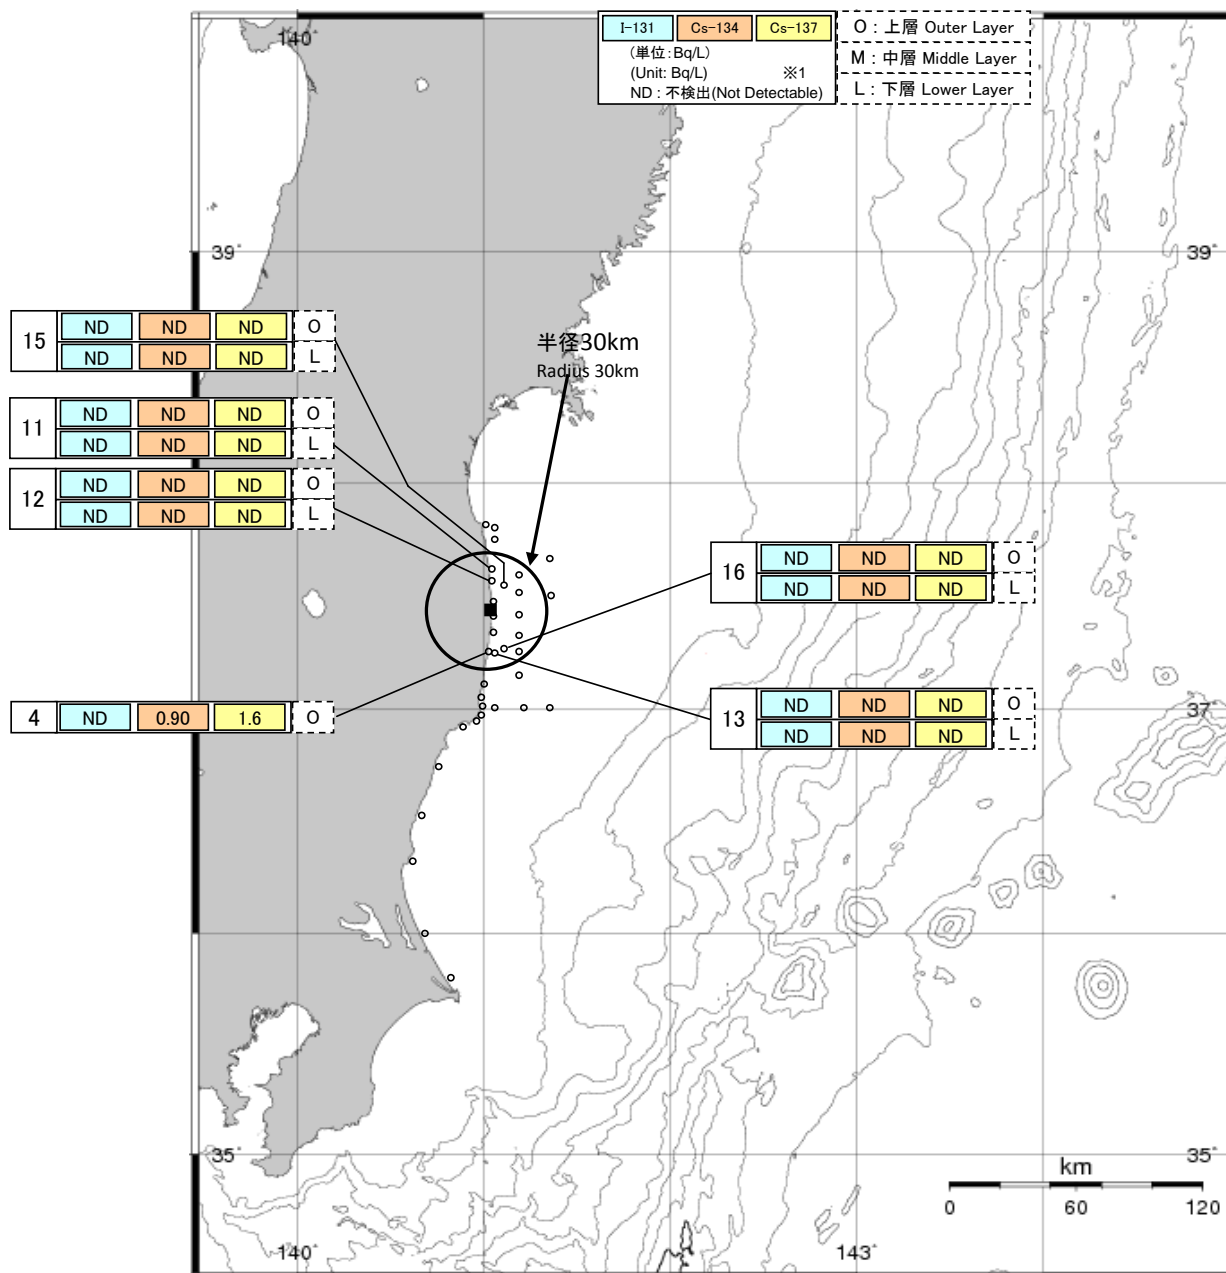 140°
I-131 Cs-134 Cs-137
(単位:Bq/L)
(Unit: Bq/L) ※1
ND : 不検出(Not Detectable)
O : 上層 Outer Layer
M : 中層 Middle Layer
L : 下層 Lower Layer
39°
39°
15
ND ND ND O
ND ND ND L
半径30km
Radius 30km
11
ND ND ND O
ND ND ND L
12
ND ND ND O
ND ND ND L
16
ND ND ND O
ND ND ND L
4 ND 0.90 1.6 O
13
ND ND ND O
ND ND ND L
37°
35°
35°
km
0 60 120
140°
143°